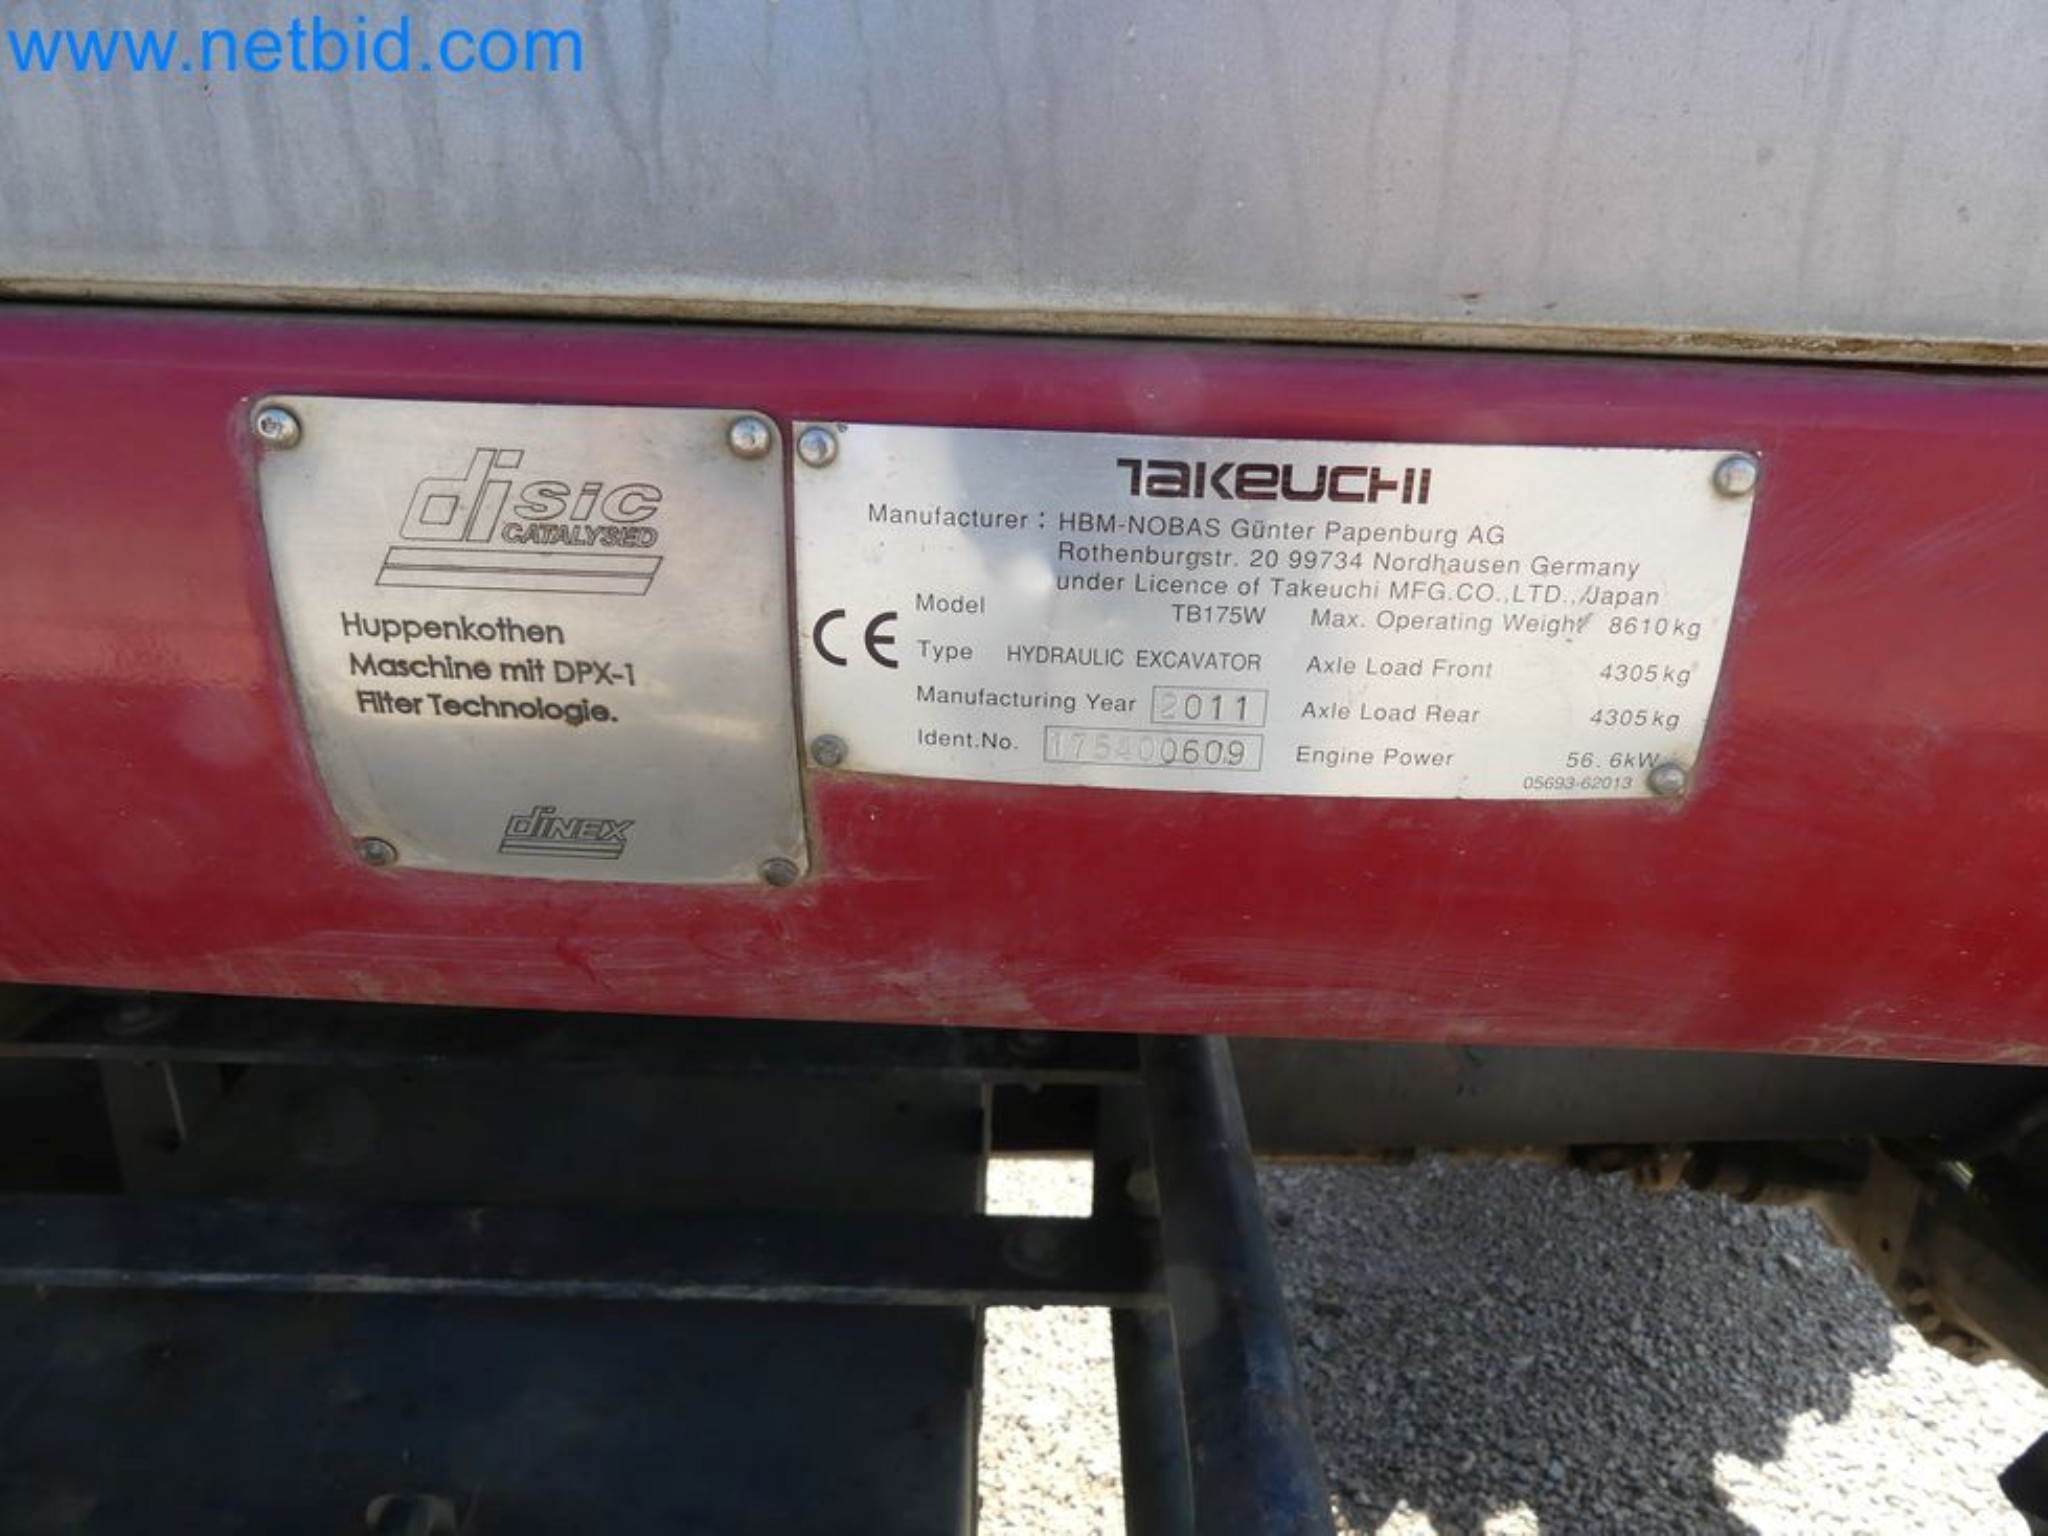 www.netbid.com
disic
CATALYSED
Huppenkothen
Maschine mit DPX-1
Filter Technologie.
dinex
TAKEUCHI
Manufacturer : HBM-NOBAS Günter Papenburg AG
Rothenburgstr. 20 99734 Nordhausen Germany
under Licence of Takeuchi MFG.CO.,LTD.,/Japan
Model TB175W Max. Operating Weight 8610kg
CE Type HYDRAULIC EXCAVATOR Axle Load Front 4305kg
Manufacturing Year 2011 Axle Load Rear 4305kg
Ident.No. 175400609 Engine Power 56.6kW
05693-62013